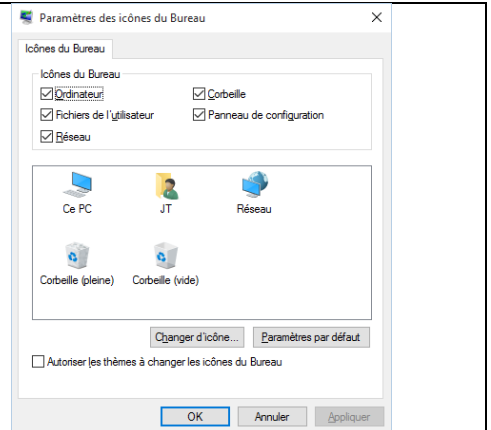 Paramètres des icônes du Bureau
Icônes du Bureau
Icônes du Bureau
Ordinateur
Corbeille
Fichiers de l'utilisateur
Panneau de configuration
Réseau
Ce PC
JT
Réseau
Corbeille (pleine)
Corbeille (vide)
Changer d'icône...
Paramètres par défaut
Autoriser les thèmes à changer les icônes du Bureau
OK
Annuler
Appliquer